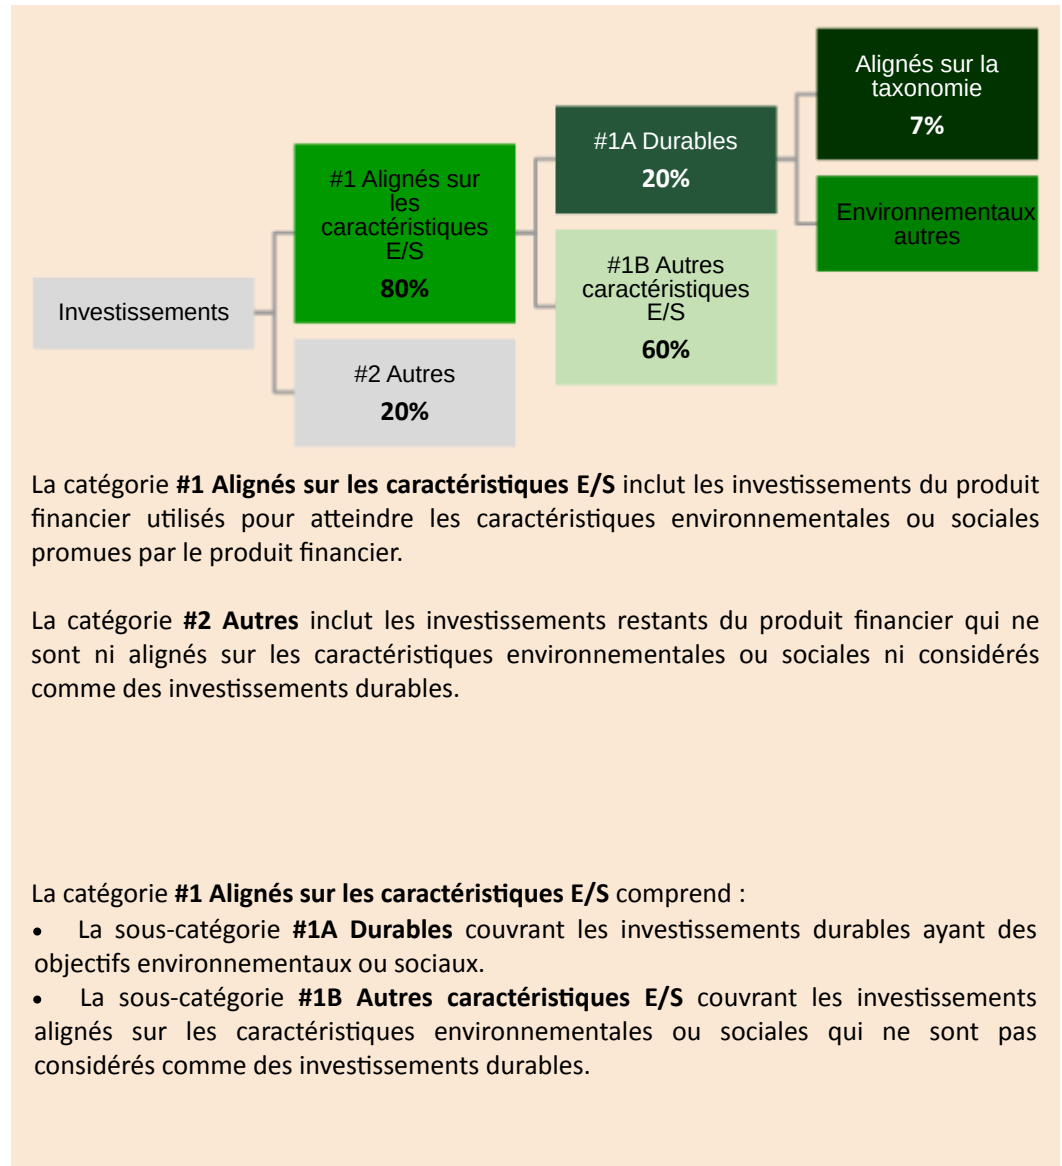 Alignés sur la
taxonomie
7%
#1A Durables
20%
#1 Alignés sur
les
caractéristiques
E/S
80%
Environnementaux
autres
#1B Autres
caractéristiques
E/S
60%
Investissements
#2 Autres
20%
La catégorie #1 Alignés sur les caractéristiques E/S inclut les investissements du produit
financier utilisés pour atteindre les caractéristiques environnementales ou sociales
promues par le produit financier.
La catégorie #2 Autres inclut les investissements restants du produit financier qui ne
sont ni alignés sur les caractéristiques environnementales ou sociales ni considérés
comme des investissements durables.
La catégorie #1 Alignés sur les caractéristiques E/S comprend :
• La sous-catégorie #1A Durables couvrant les investissements durables ayant des
objectifs environnementaux ou sociaux.
• La sous-catégorie #1B Autres caractéristiques E/S couvrant les investissements
alignés sur les caractéristiques environnementales ou sociales qui ne sont pas
considérés comme des investissements durables.